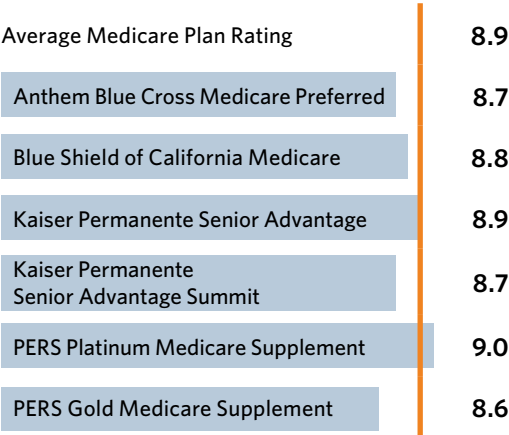 Average Medicare Plan Rating 8.9
Anthem Blue Cross Medicare Preferred 8.7
Blue Shield of California Medicare 8.8
Kaiser Permanente Senior Advantage 8.9
Kaiser Permanente
Senior Advantage Summit 8.7
PERS Platinum Medicare Supplement 9.0
PERS Gold Medicare Supplement 8.6